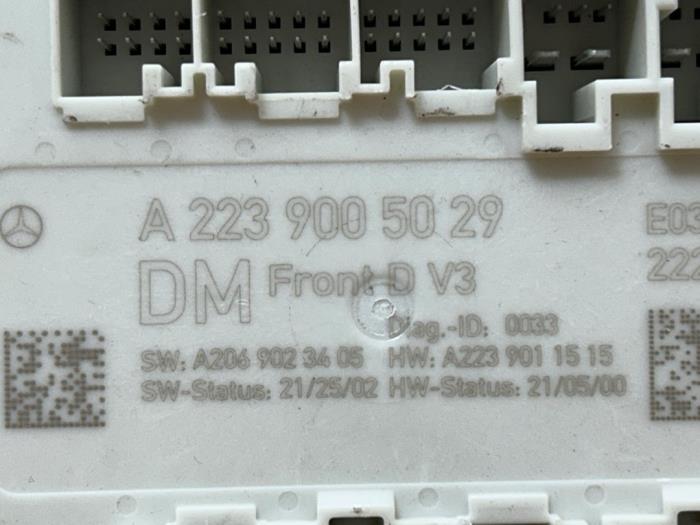 A 223 900 50 29
DM Front D V3
Diag.-ID: 0033
SW: A206 902 34 05 HW: A223 901 15 15
SW-Status: 21/25/02 HW-Status: 21/05/00
E03
222